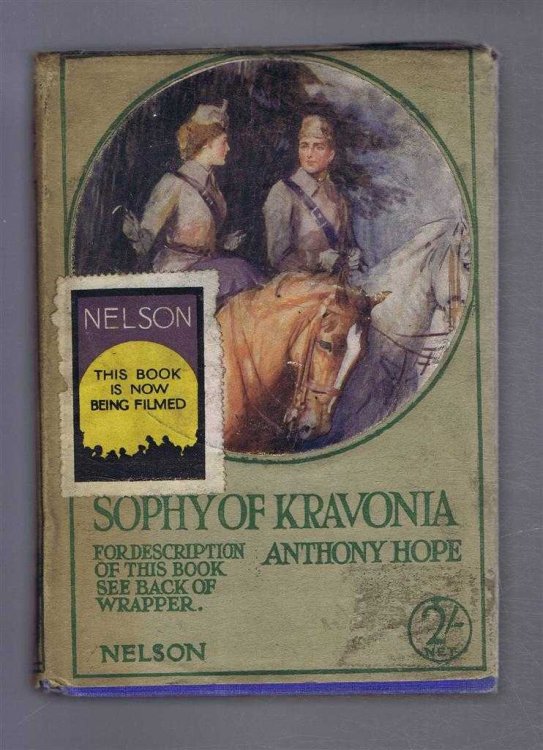 NELSON
THIS BOOK
IS NOW
BEING FILMED
SOPHY OF KRAVONIA
FOR DESCRIPTION
OF THIS BOOK
SEE BACK OF
WRAPPER.
ANTHONY HOPE
NELSON
2/-
NET